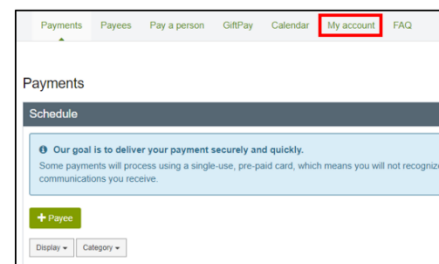 Payments Payees Pay a person GiftPay Calendar My account FAQ
Payments
Schedule
Our goal is to deliver your payment securely and quickly.
Some payments will process using a single-use, pre-paid card, which means you will not recognize
communications you receive.
+ Payee
Display Category